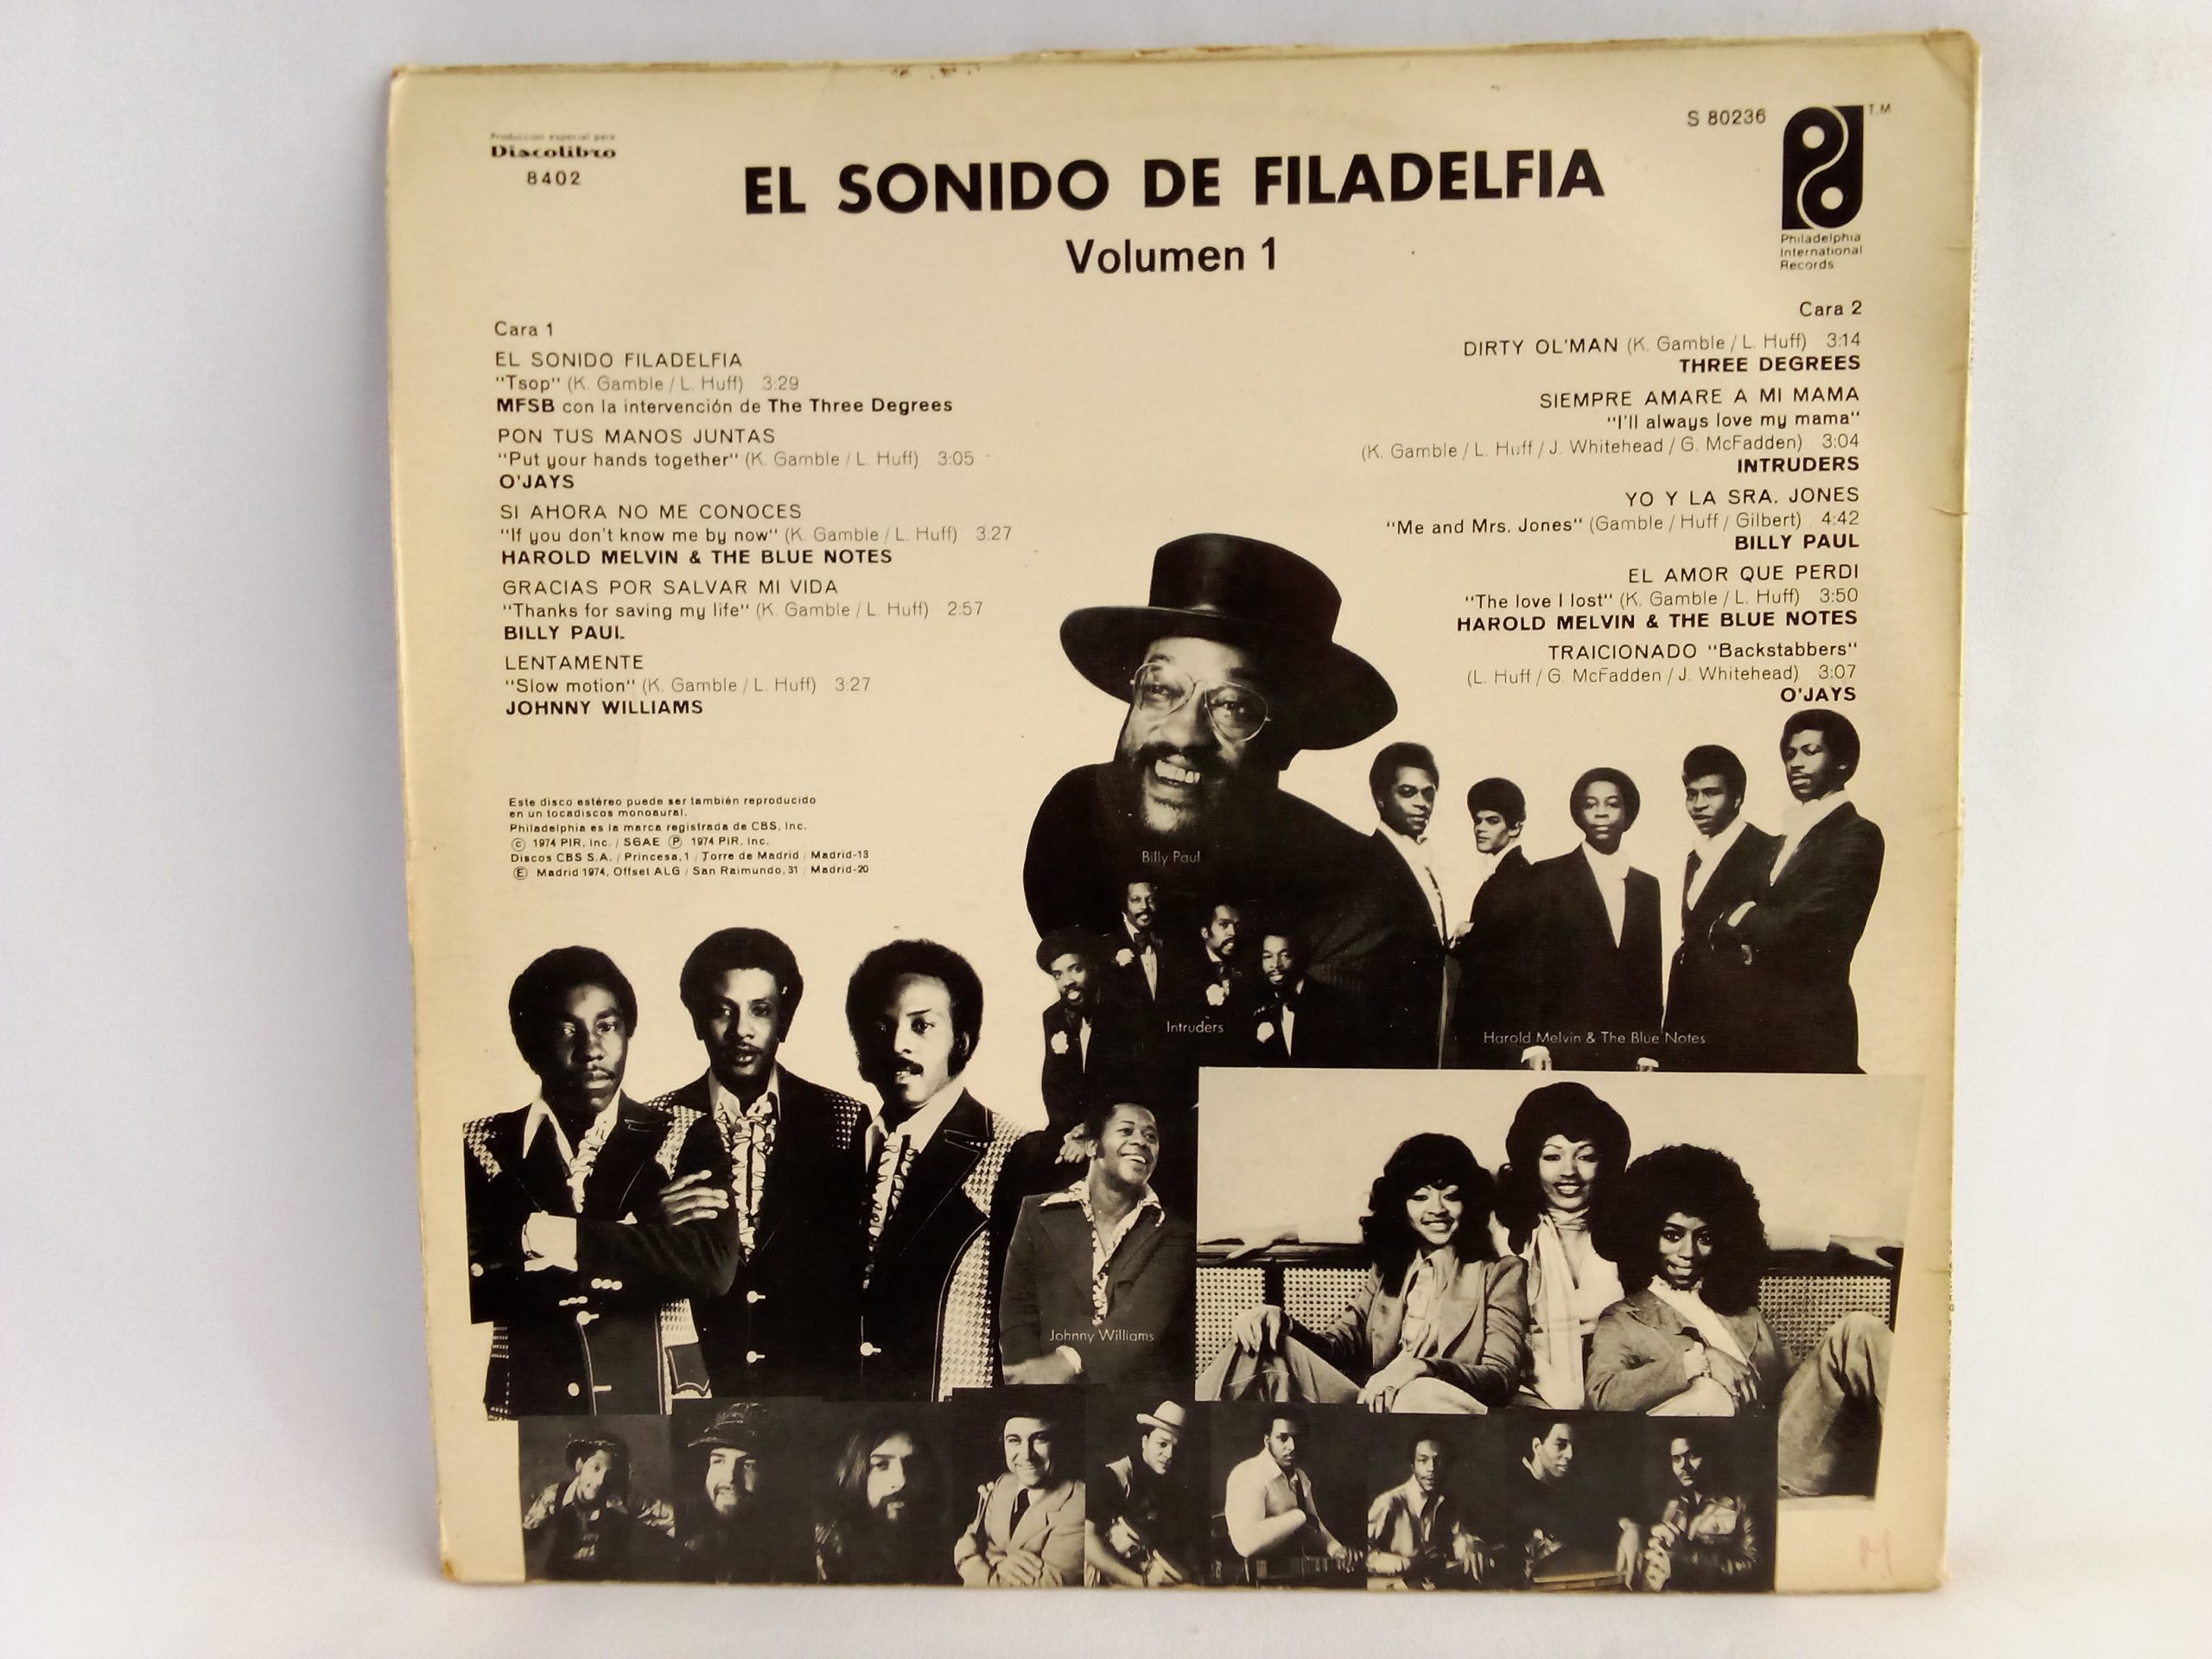 Producción especial para
Discolibro
8402
S 80236
T.M
EL SONIDO DE FILADELFIA
Volumen 1
Philadelphia
International
Records
Cara 1
EL SONIDO FILADELFIA
"Tsop" (K. Gamble / L. Huff) 3:29
MFSB con la intervención de The Three Degrees
PON TUS MANOS JUNTAS
"Put your hands together" (K. Gamble / L. Huff) 3:05
O'JAYS
SI AHORA NO ME CONOCES
"If you don't know me by now" (K. Gamble / L. Huff) 3:27
HAROLD MELVIN & THE BLUE NOTES
GRACIAS POR SALVAR MI VIDA
"Thanks for saving my life" (K. Gamble / L. Huff) 2:57
BILLY PAUL
LENTAMENTE
"Slow motion" (K. Gamble / L. Huff) 3:27
JOHNNY WILLIAMS
Cara 2
DIRTY OL'MAN (K. Gamble / L. Huff) 3:14
THREE DEGREES
SIEMPRE AMARE A MI MAMA
"I'll always love my mama"
(K. Gamble / L. Huff / J. Whitehead / G. McFadden) 3:04
INTRUDERS
YO Y LA SRA. JONES
"Me and Mrs. Jones" (Gamble / Huff / Gilbert) 4:42
BILLY PAUL
EL AMOR QUE PERDI
"The love I lost" (K. Gamble / L. Huff) 3:50
HAROLD MELVIN & THE BLUE NOTES
TRAICIONADO "Backstabbers"
(L. Huff / G. McFadden / J. Whitehead) 3:07
O'JAYS
Este disco estéreo puede ser también reproducido
en un tocadiscos monoaural.
Philadelphia es la marca registrada de CBS, Inc.
© 1974 PIR, Inc. / SGAE ℗ 1974 PIR, Inc.
Discos CBS S.A. / Princesa, 1 / Torre de Madrid / Madrid-13
Ⓔ Madrid 1974, Offset ALG / San Raimundo, 31 / Madrid-20
Billy Paul
Intruders
Harold Melvin & The Blue Notes
Johnny Williams
M